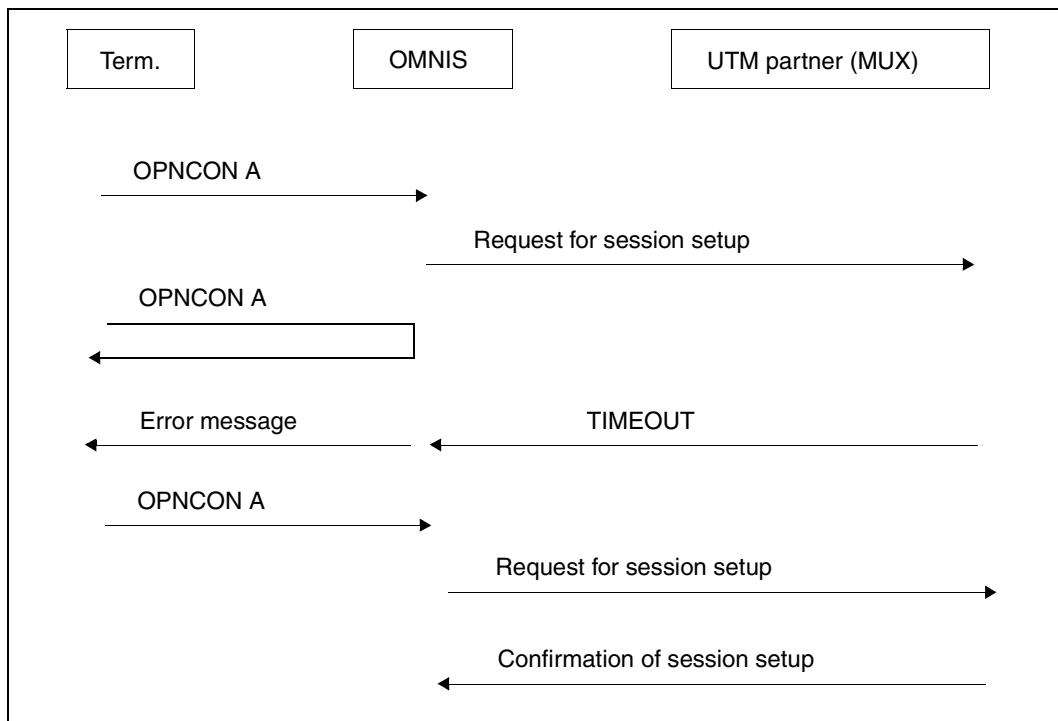 Term.
OMNIS
UTM partner (MUX)
OPNCON A
Request for session setup
OPNCON A
Error message
TIMEOUT
OPNCON A
Request for session setup
Confirmation of session setup